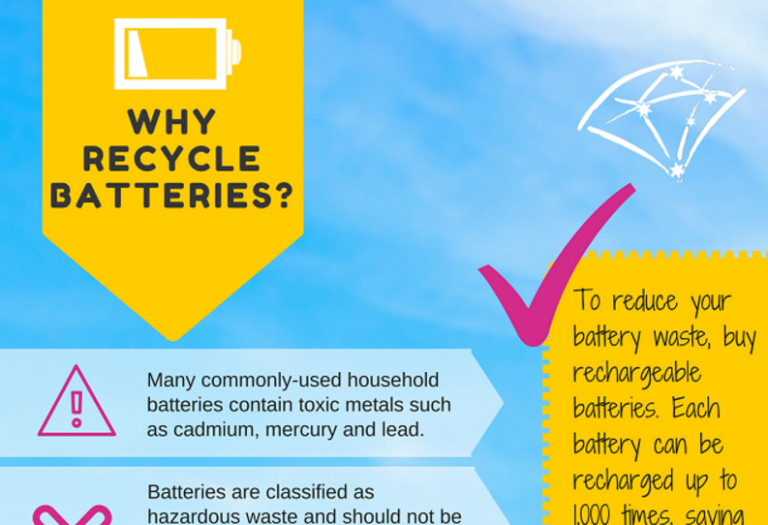 WHY
RECYCLE
BATTERIES?
Many commonly-used household
batteries contain toxic metals such
as cadmium, mercury and lead.
Batteries are classified as
hazardous waste and should not be
To reduce your
battery waste, buy
rechargeable
batteries. Each
battery can be
recharged up to
1,000 times, saving